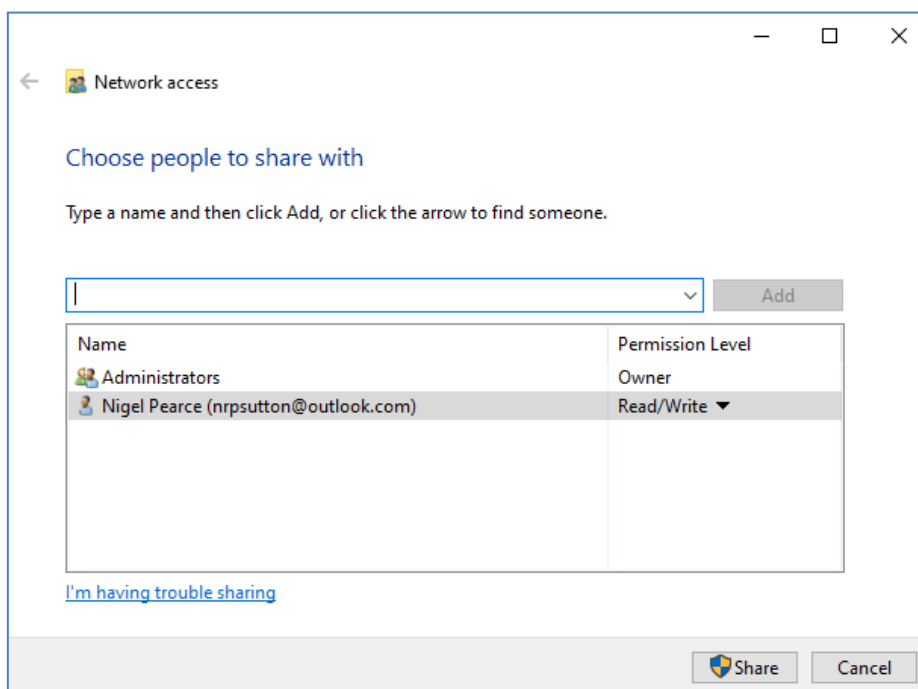 Network access
Choose people to share with
Type a name and then click Add, or click the arrow to find someone.
Add
Name Permission Level
Administrators Owner
Nigel Pearce (nrpsutton@outlook.com) Read/Write
I'm having trouble sharing
Share Cancel